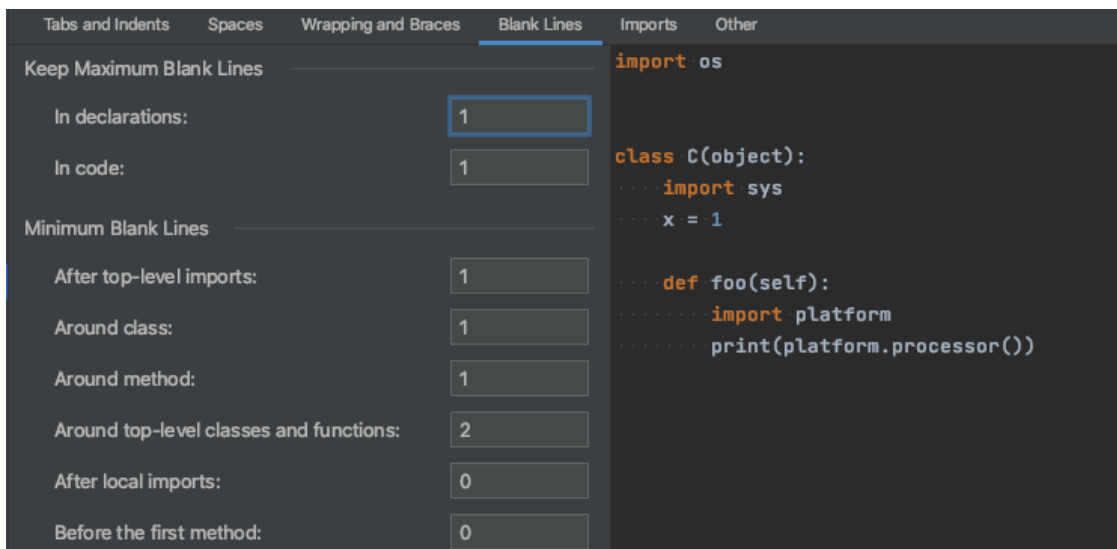 Tabs and Indents Spaces Wrapping and Braces Blank Lines Imports Other
Keep Maximum Blank Lines
In declarations: 1
In code: 1
Minimum Blank Lines
After top-level imports: 1
Around class: 1
Around method: 1
Around top-level classes and functions: 2
After local imports: 0
Before the first method: 0
import os
class C(object):
    import sys
    x = 1
    def foo(self):
        import platform
        print(platform.processor())